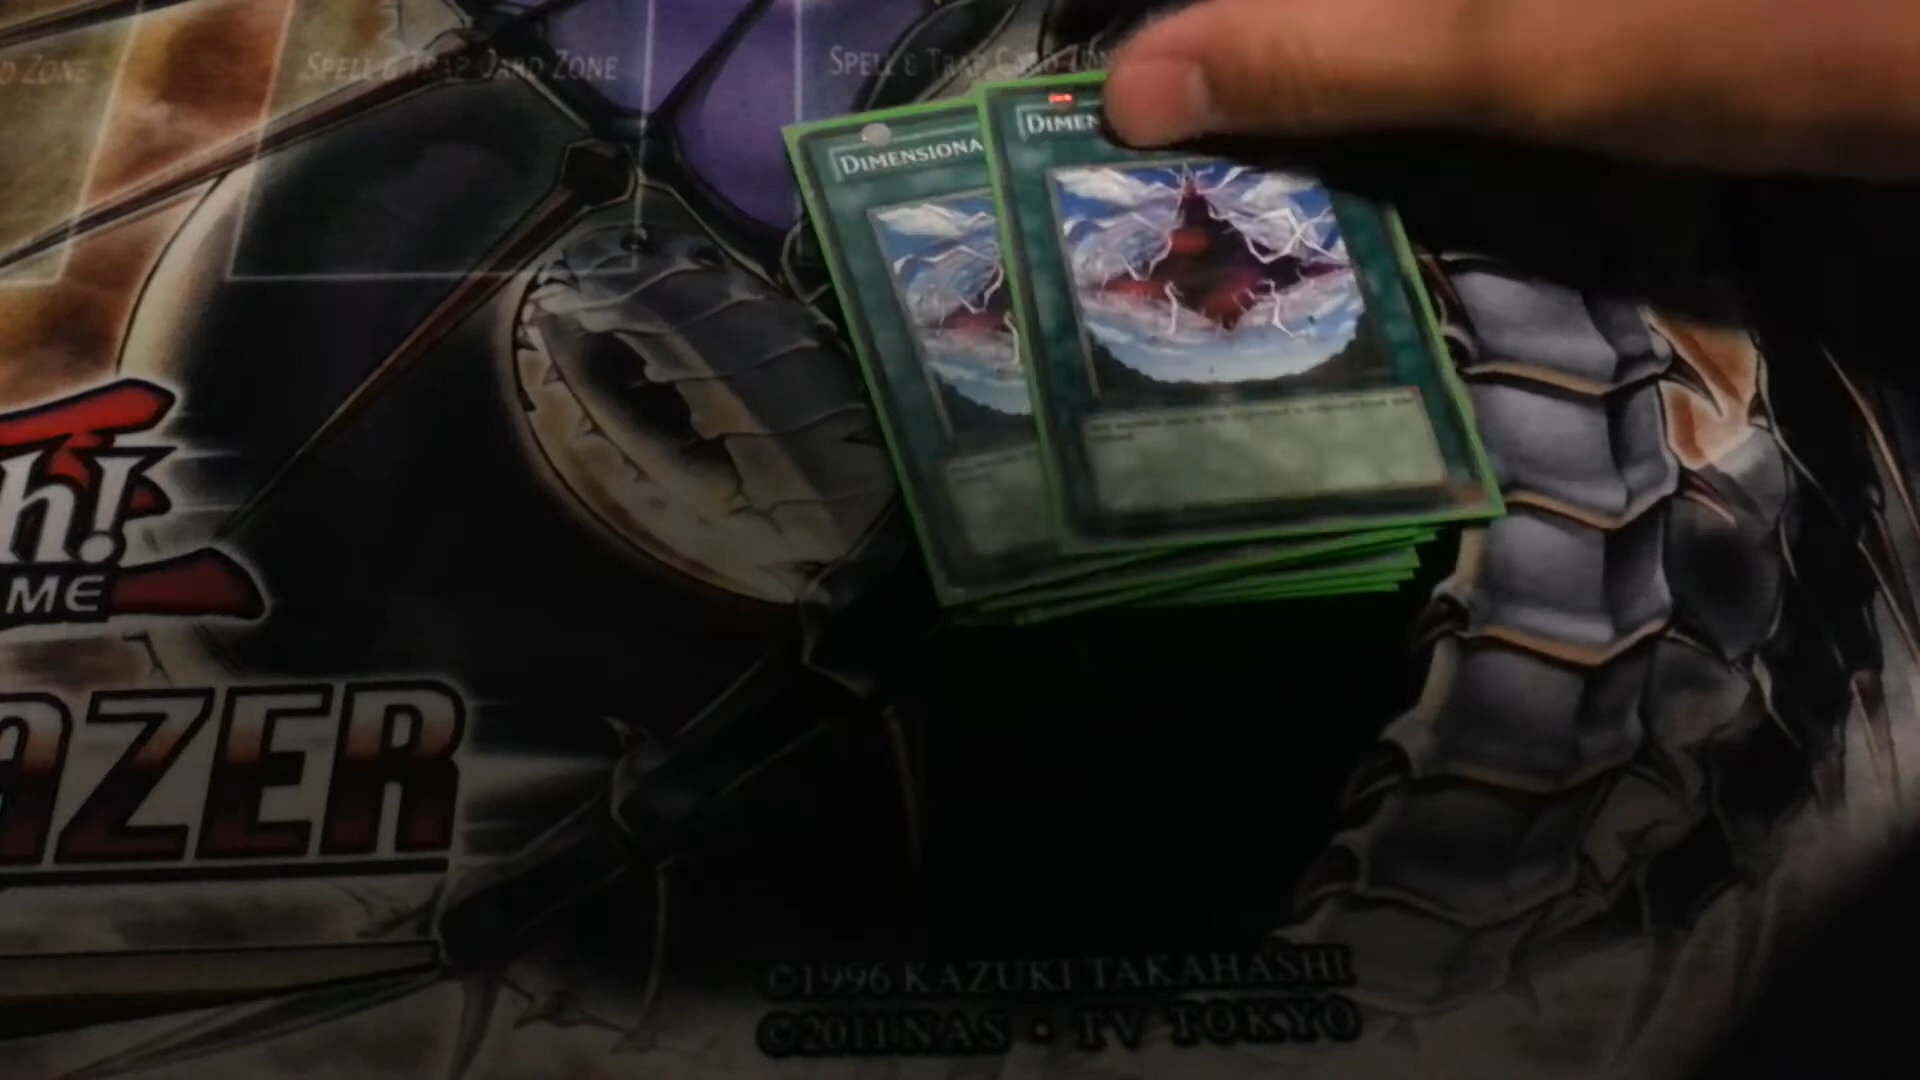 D ZONE
SPELL & TRAP CARD ZONE
SPELL & TRAP CARD ZONE
DIMENSIONA
DIMEN
h!
ME
AZER
©1996 KAZUKI TAKAHASHI
©2011 NAS • TV TOKYO